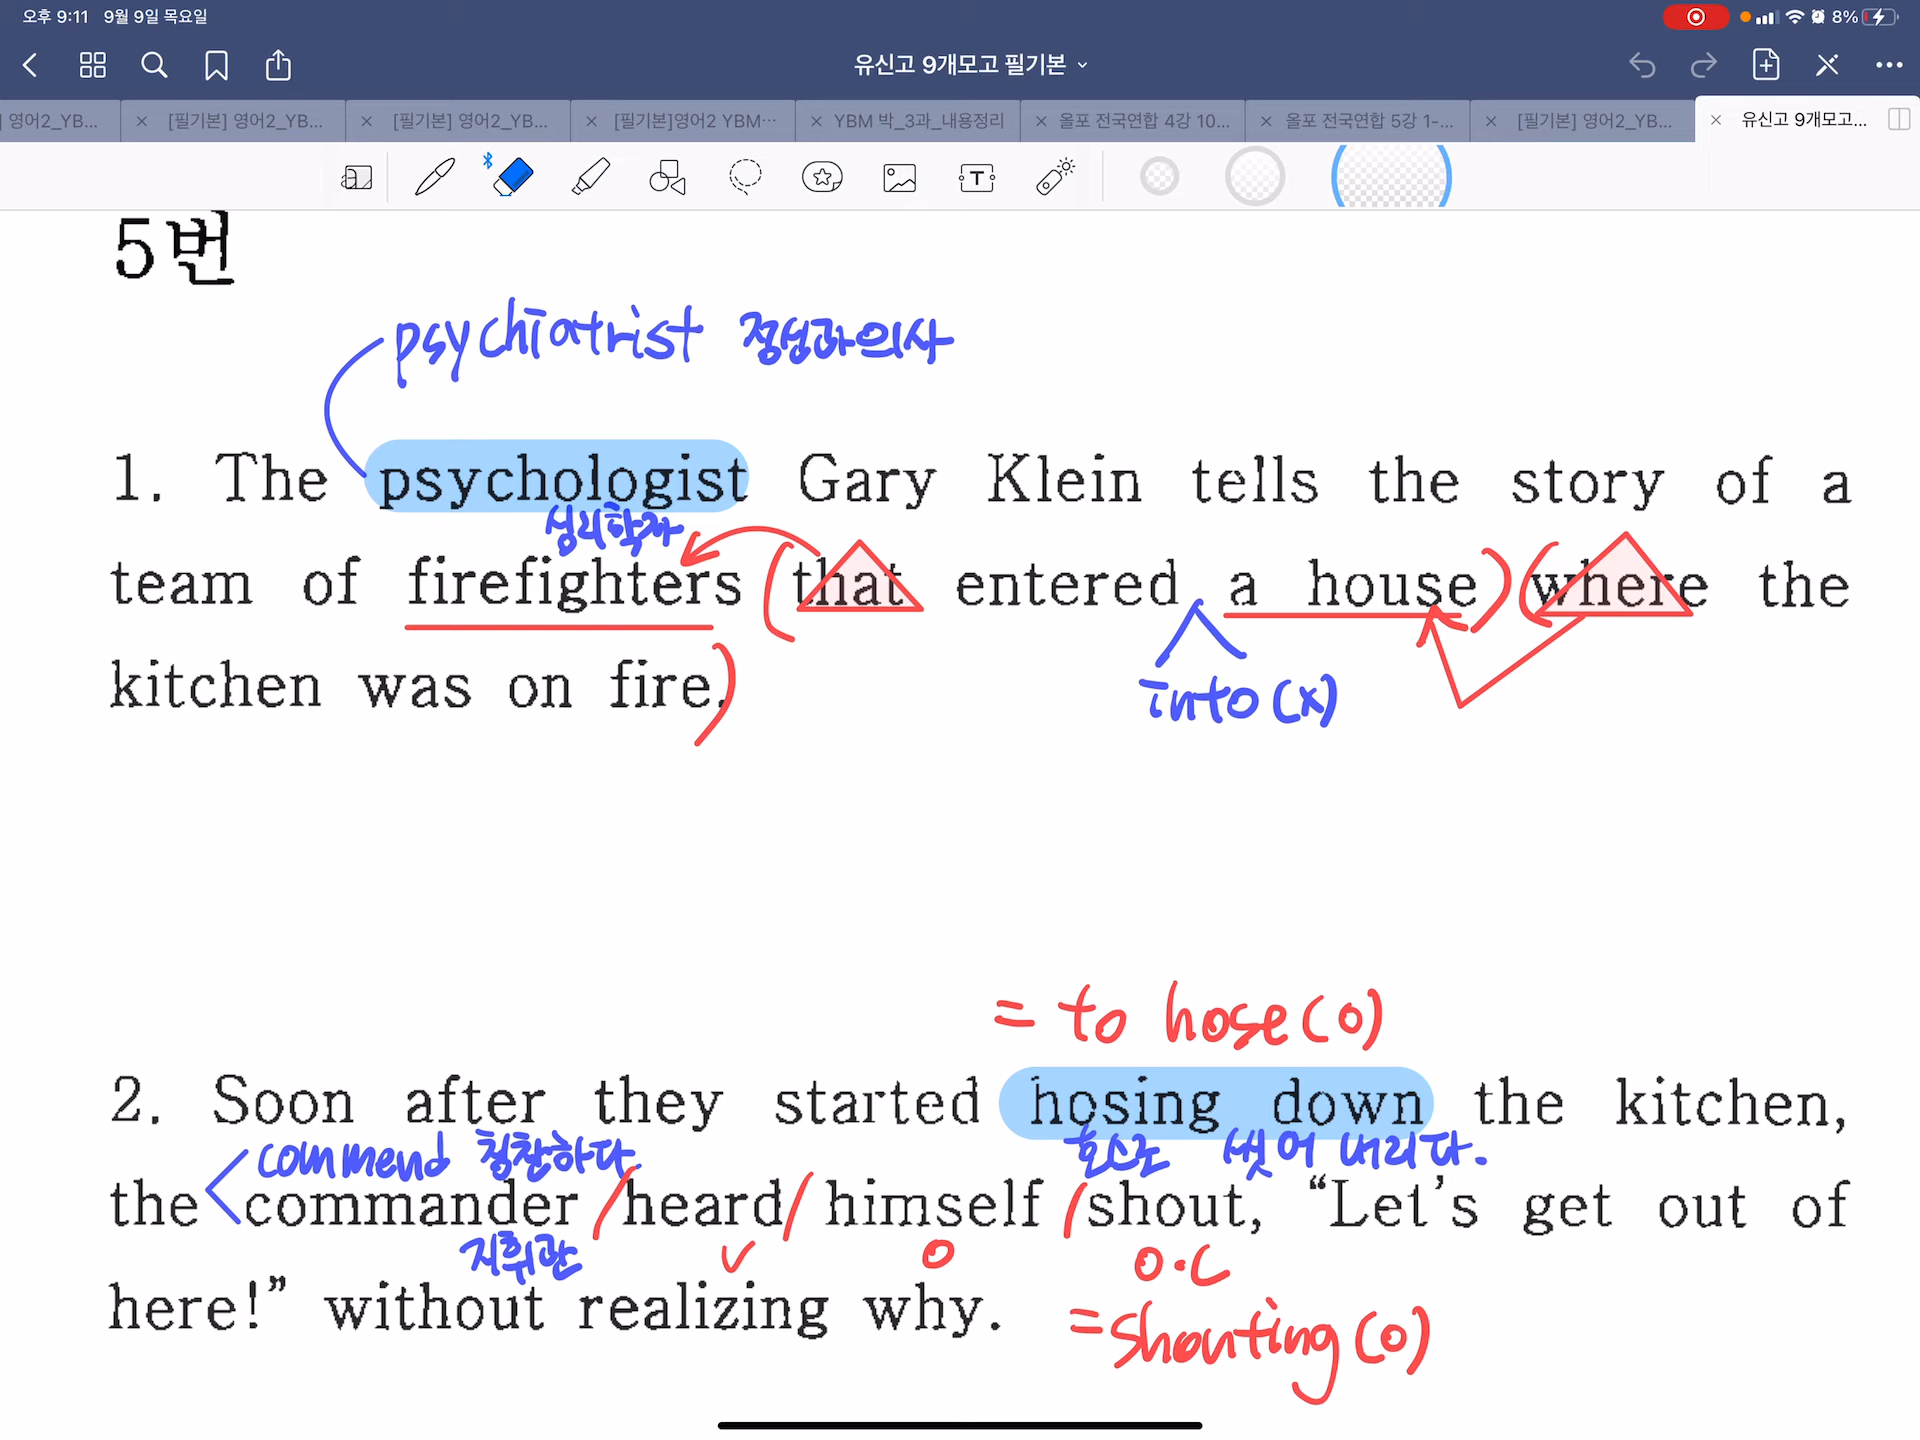 오후 9:11 9월 9일 목요일
8%
유신고 9개모고 필기본
영어2_YB...
[필기본] 영어2_YB...
[필기본] 영어2_YB...
[필기본]영어2 YBM...
YBM 박_3과_내용정리
올포 전국연합 4강 10...
올포 전국연합 5강 1-...
[필기본] 영어2_YB...
유신고 9개모고...
5번
psychiatrist 정신과의사
1. The psychologist Gary Klein tells the story of a
심리학자
team of firefighters (that entered a house) (where the
kitchen was on fire.)
into (x)
= to hose (o)
2. Soon after they started hosing down the kitchen,
commend 칭찬하다. 호스로 씻어 내리다.
the commander / heard / himself / shout, “Let’s get out of
지휘관 v o o.c
here!” without realizing why.
= shouting (o)